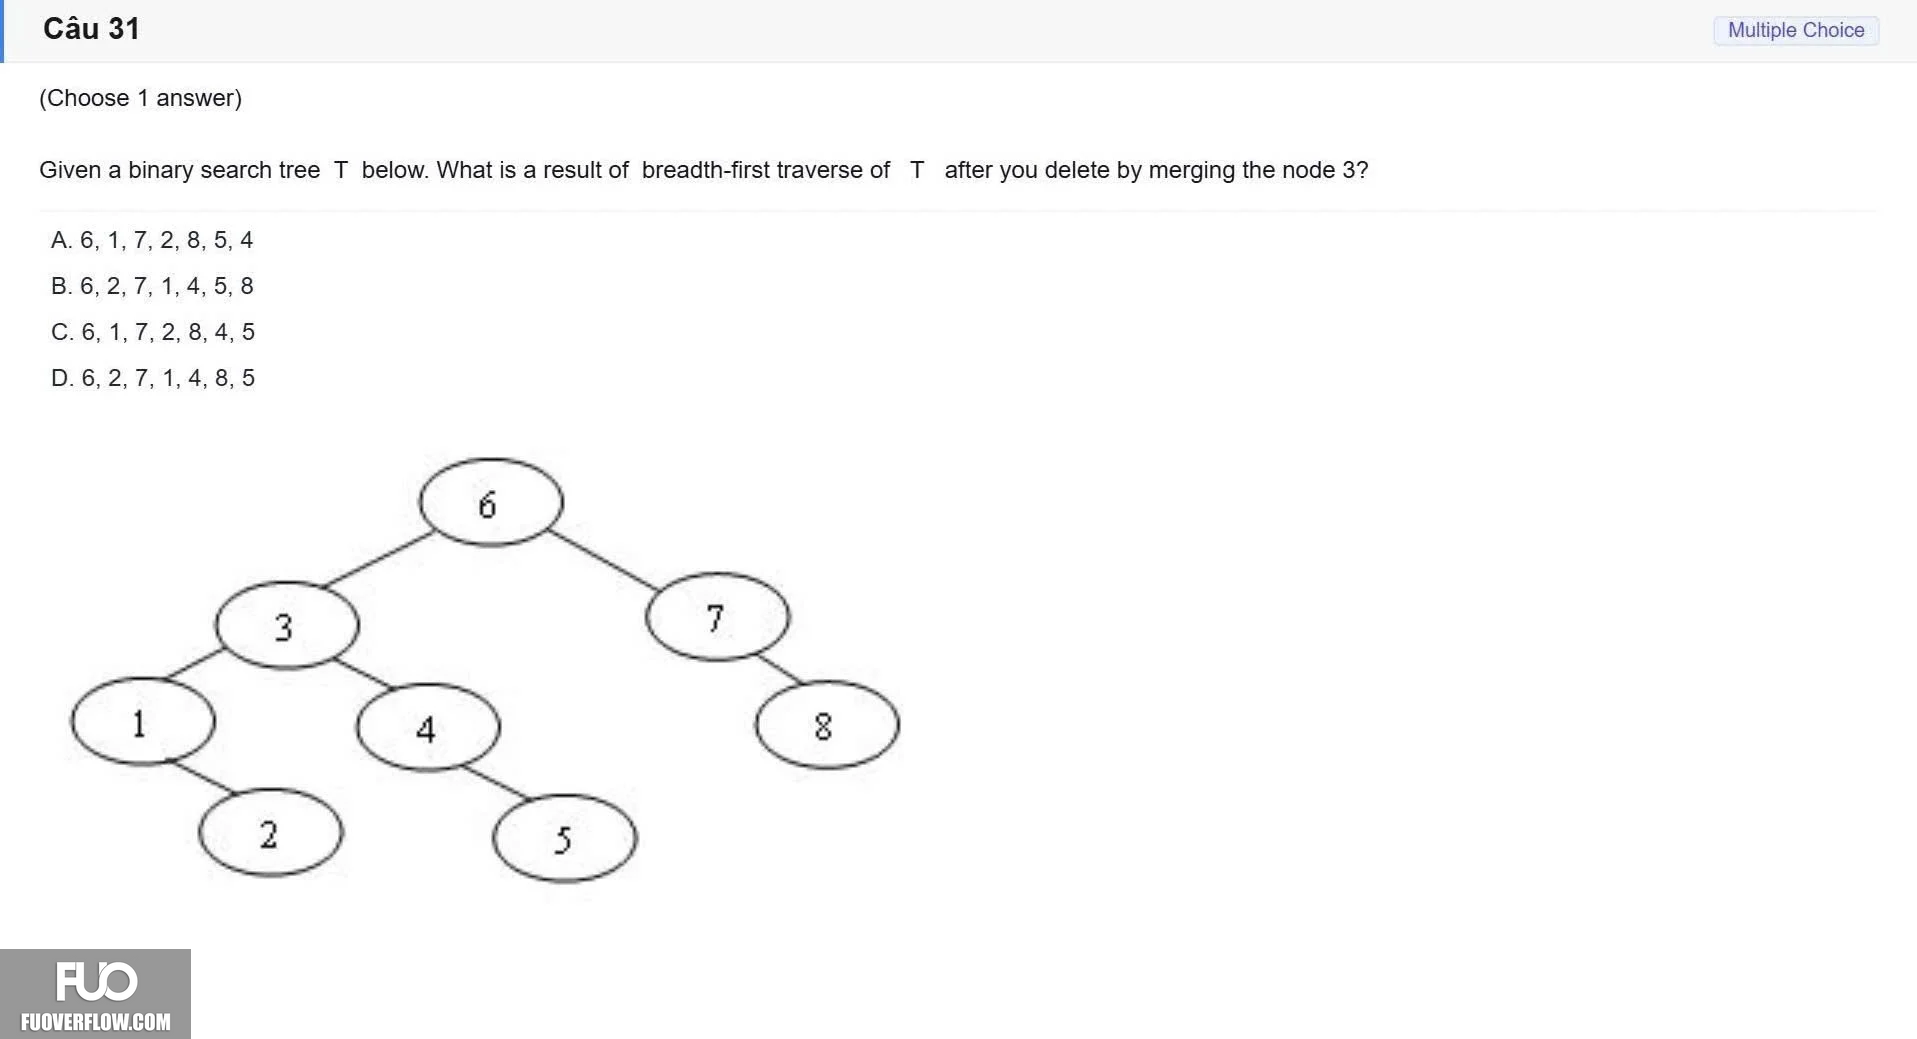 Câu 31
Multiple Choice
(Choose 1 answer)
Given a binary search tree T below. What is a result of breadth-first traverse of T after you delete by merging the node 3?
A. 6, 1, 7, 2, 8, 5, 4
B. 6, 2, 7, 1, 4, 5, 8
C. 6, 1, 7, 2, 8, 4, 5
D. 6, 2, 7, 1, 4, 8, 5
6
3
7
1
4
8
2
5
FUO
FUOVERFLOW.COM